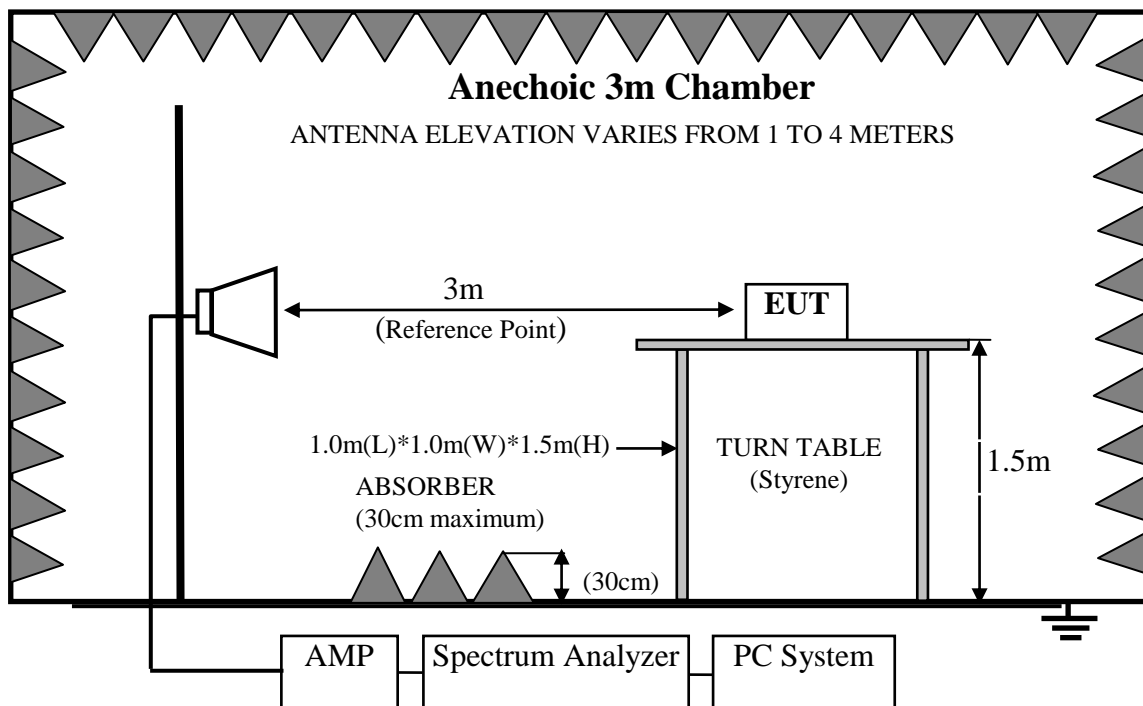 Anechoic 3m Chamber
ANTENNA ELEVATION VARIES FROM 1 TO 4 METERS
3m
(Reference Point)
EUT
1.0m(L)*1.0m(W)*1.5m(H)
TURN TABLE
(Styrene)
1.5m
ABSORBER
(30cm maximum)
(30cm)
AMP
Spectrum Analyzer
PC System